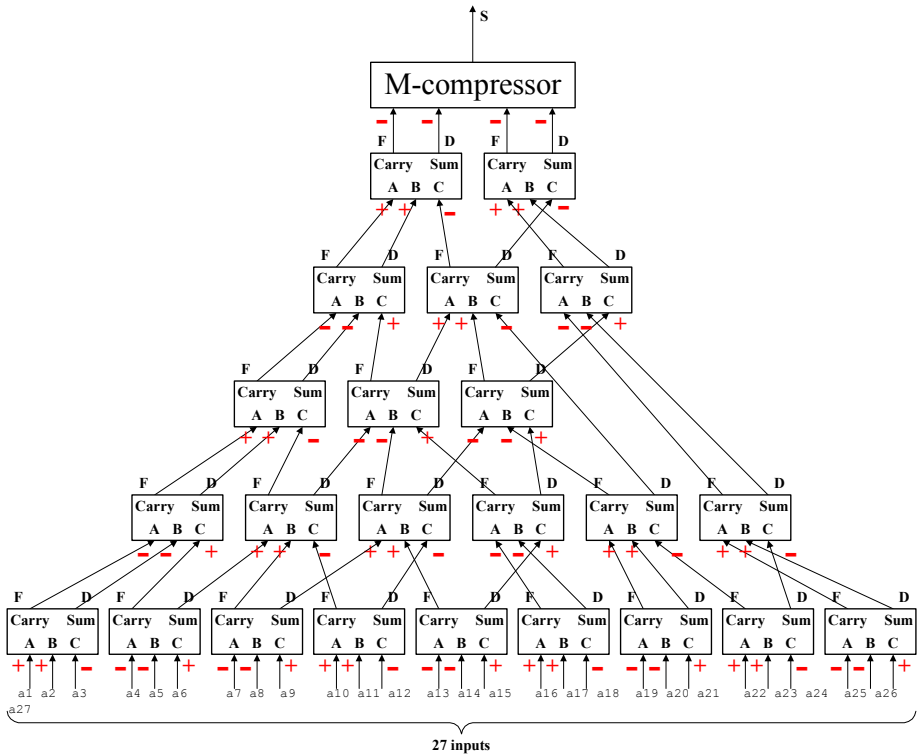 S
M-compressor
− − − −
F D F D
Carry Sum Carry Sum
A B C A B C
+ + − + + −
F D F D F D
Carry Sum Carry Sum Carry Sum
A B C A B C A B C
− − + + + − − − +
F D F D F D
Carry Sum Carry Sum Carry Sum
A B C A B C A B C
+ + − − − + − − +
F D F D F D F D F D F D
Carry Sum Carry Sum Carry Sum Carry Sum Carry Sum Carry Sum
A B C A B C A B C A B C A B C A B C
− − + + + − + + − − − + + + − + + −
F D F D F D F D F D F D F D F D F D
Carry Sum Carry Sum Carry Sum Carry Sum Carry Sum Carry Sum Carry Sum Carry Sum Carry Sum
A B C A B C A B C A B C A B C A B C A B C A B C A B C
+ + − − − + − − + + + − − − + + + − − − + + + − − − +
a1 a2 a3 a4 a5 a6 a7 a8 a9 a10 a11 a12 a13 a14 a15 a16 a17 a18 a19 a20 a21 a22 a23 a24 a25 a26
a27
27 inputs